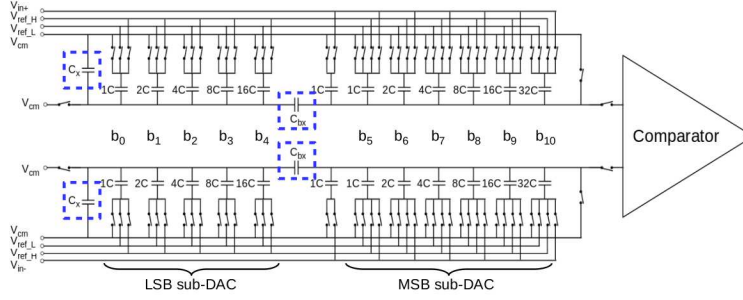 Vin+
Vref_H
Vref_L
Vcm
Cx
1C 2C 4C 8C 16C 1C 1C 2C 4C 8C 16C 32C
Vcm
Cbx
b0 b1 b2 b3 b4 b5 b6 b7 b8 b9 b10
Comparator
Cbx
Vcm
1C 2C 4C 8C 16C 1C 1C 2C 4C 8C 16C 32C
Cx
Vcm
Vref_L
Vref_H
Vin-
LSB sub-DAC MSB sub-DAC